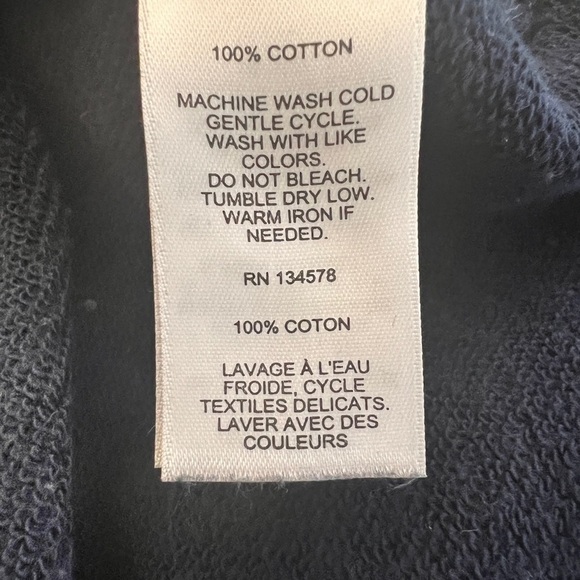 100% COTTON
MACHINE WASH COLD
GENTLE CYCLE.
WASH WITH LIKE
COLORS.
DO NOT BLEACH.
TUMBLE DRY LOW.
WARM IRON IF
NEEDED.
RN 134578
100% COTON
LAVAGE À L'EAU
FROIDE, CYCLE
TEXTILES DELICATS.
LAVER AVEC DES
COULEURS